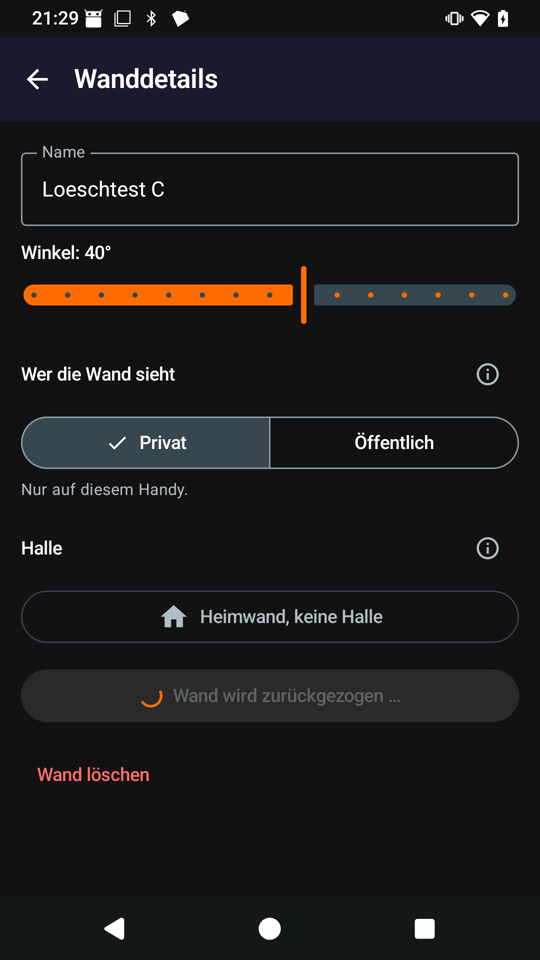 21:29
Wanddetails
Name
Loeschtest C
Winkel: 40°
Wer die Wand sieht
Privat
Öffentlich
Nur auf diesem Handy.
Halle
Heimwand, keine Halle
Wand wird zurückgezogen ...
Wand löschen